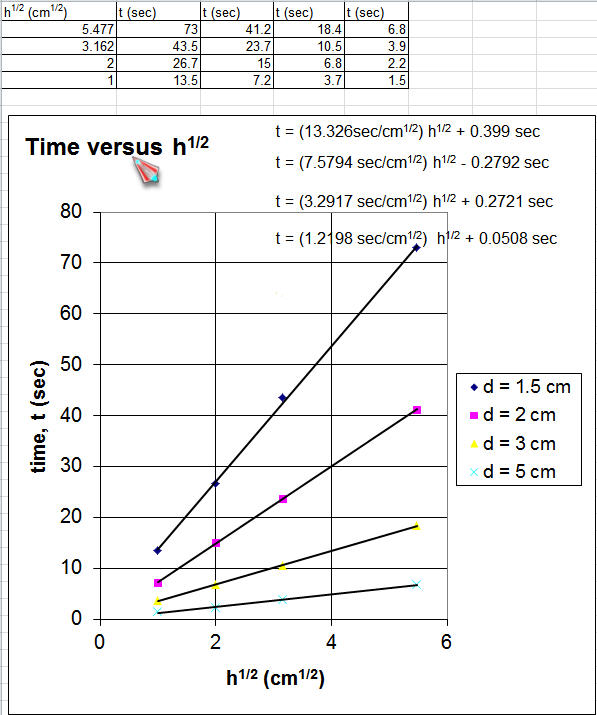 h1/2 (cm1/2) t (sec) t (sec) t (sec) t (sec)
5.477 73 41.2 18.4 6.8
3.162 43.5 23.7 10.5 3.9
2 26.7 15 6.8 2.2
1 13.5 7.2 3.7 1.5
Time versus h1/2
t = (13.326sec/cm1/2) h1/2 + 0.399 sec
t = (7.5794 sec/cm1/2) h1/2 - 0.2792 sec
t = (3.2917 sec/cm1/2) h1/2 + 0.2721 sec
t = (1.2198 sec/cm1/2) h1/2 + 0.0508 sec
80
70
60
50
40
30
20
10
0
time, t (sec)
0 2 4 6
h1/2 (cm1/2)
d = 1.5 cm
d = 2 cm
d = 3 cm
d = 5 cm